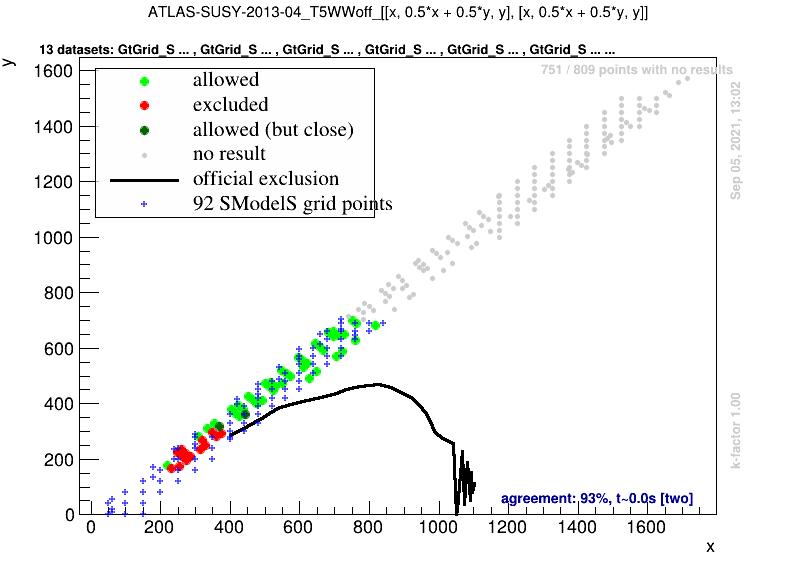 ATLAS-SUSY-2013-04_T5WWoff_[[x, 0.5*x + 0.5*y, y], [x, 0.5*x + 0.5*y, y]]
13 datasets: GtGrid_S ... , GtGrid_S ... , GtGrid_S ... , GtGrid_S ... , GtGrid_S ... , GtGrid_S ... , GtGrid_S ... ...
y
751 / 809 points with no results
allowed
excluded
allowed (but close)
no result
official exclusion
92 SModelS grid points
1600
1400
1200
1000
800
600
400
200
0
Sep 05, 2021, 13:02
k-factor 1.00
agreement: 93%, t~0.0s [two]
0 200 400 600 800 1000 1200 1400 1600
x